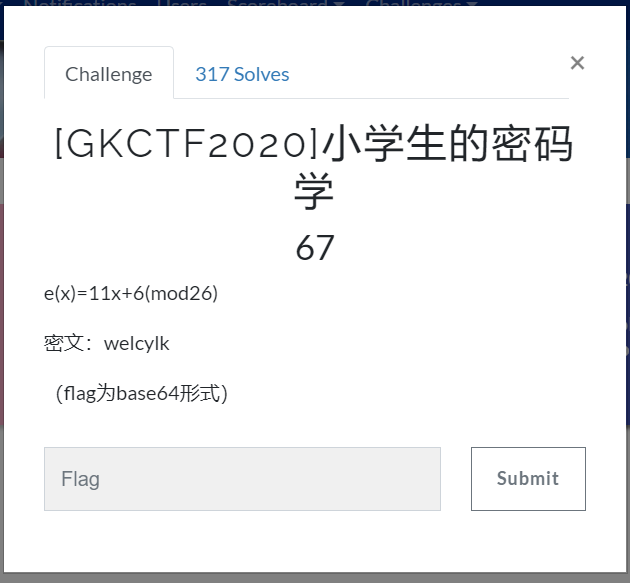 Notifications Users Scoreboard Challenges
Challenge
317 Solves
×
[GKCTF2020]小学生的密码
学
67
e(x)=11x+6(mod26)
密文：welcylk
（flag为base64形式）
Flag
Submit